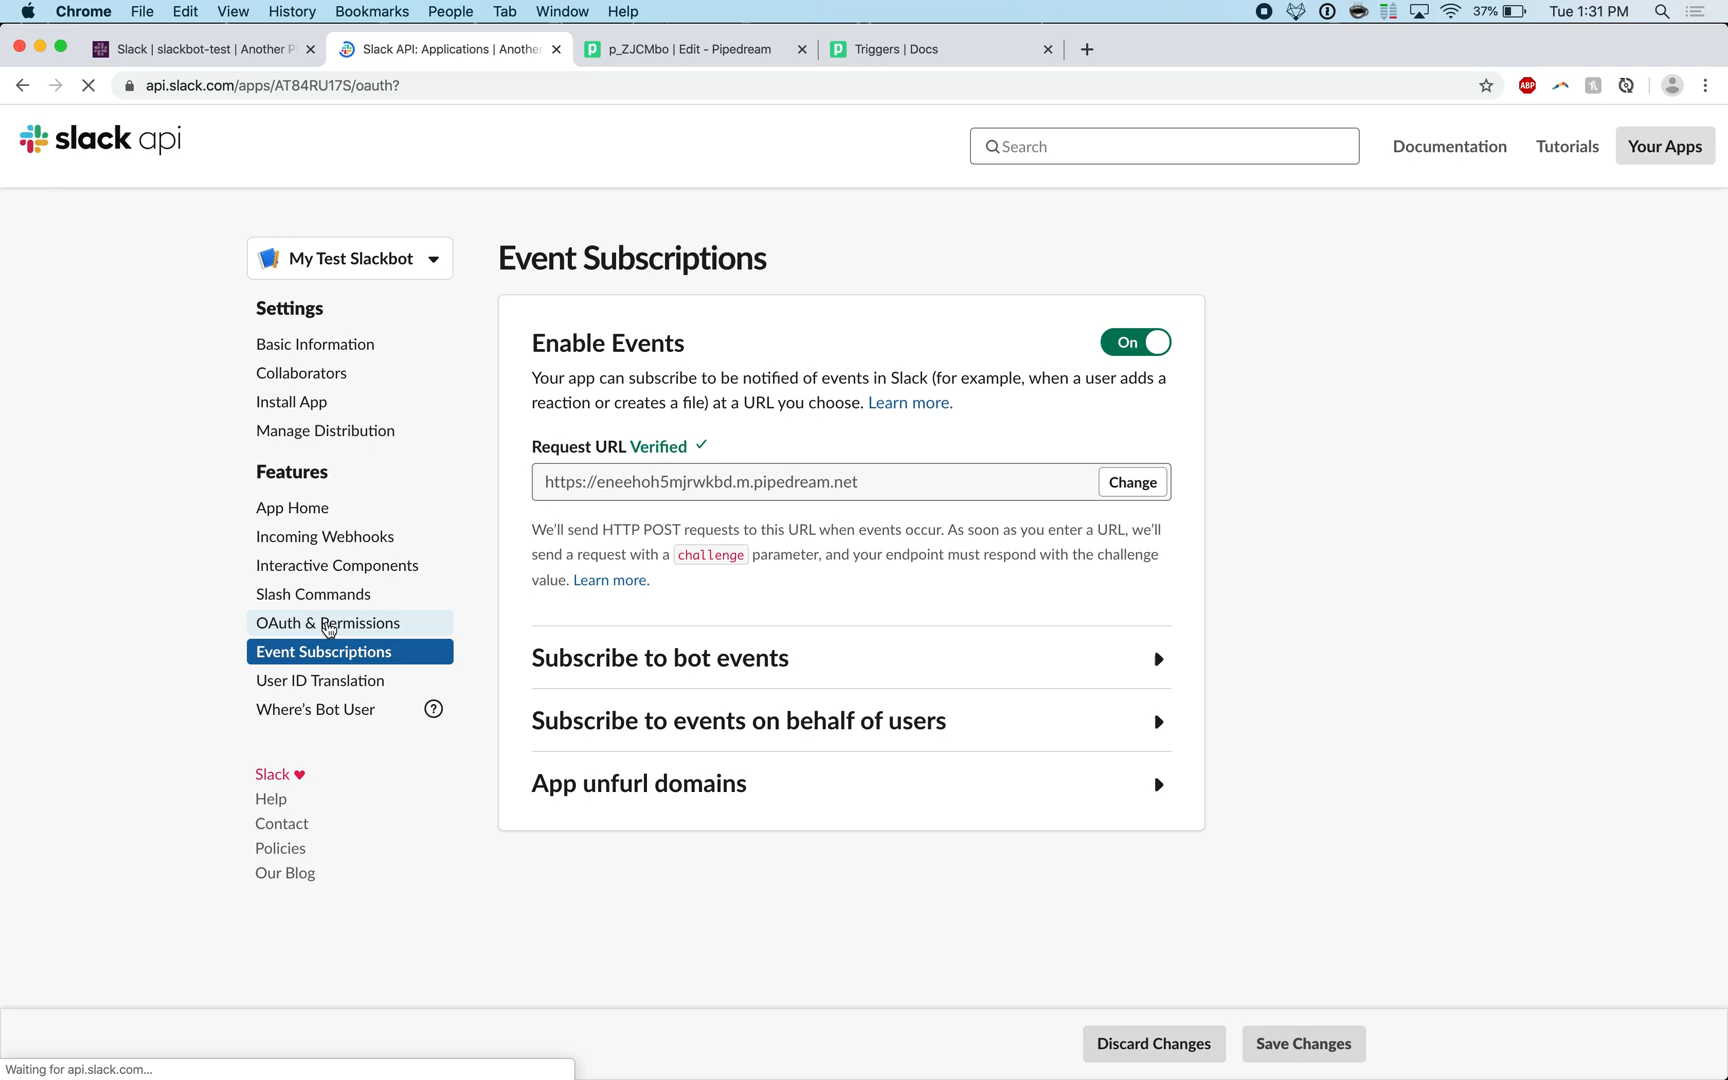 Chrome File Edit View History Bookmarks People Tab Window Help 37% Tue 1:31 PM
Slack | slackbot-test | Another P Slack API: Applications | Another p_ZJCMbo | Edit - Pipedream Triggers | Docs
api.slack.com/apps/AT84RU17S/oauth? ABP
slack api Search Documentation Tutorials Your Apps
My Test Slackbot
Settings
Basic Information
Collaborators
Install App
Manage Distribution
Features
App Home
Incoming Webhooks
Interactive Components
Slash Commands
OAuth & Permissions
Event Subscriptions
User ID Translation
Where's Bot User ?
Slack ♥
Help
Contact
Policies
Our Blog
Event Subscriptions
Enable Events On
Your app can subscribe to be notified of events in Slack (for example, when a user adds a
reaction or creates a file) at a URL you choose. Learn more.
Request URL Verified ✓
https://eneehoh5mjrwkbd.m.pipedream.net Change
We'll send HTTP POST requests to this URL when events occur. As soon as you enter a URL, we'll
send a request with a challenge parameter, and your endpoint must respond with the challenge
value. Learn more.
Subscribe to bot events
Subscribe to events on behalf of users
App unfurl domains
Discard Changes Save Changes
Waiting for api.slack.com...